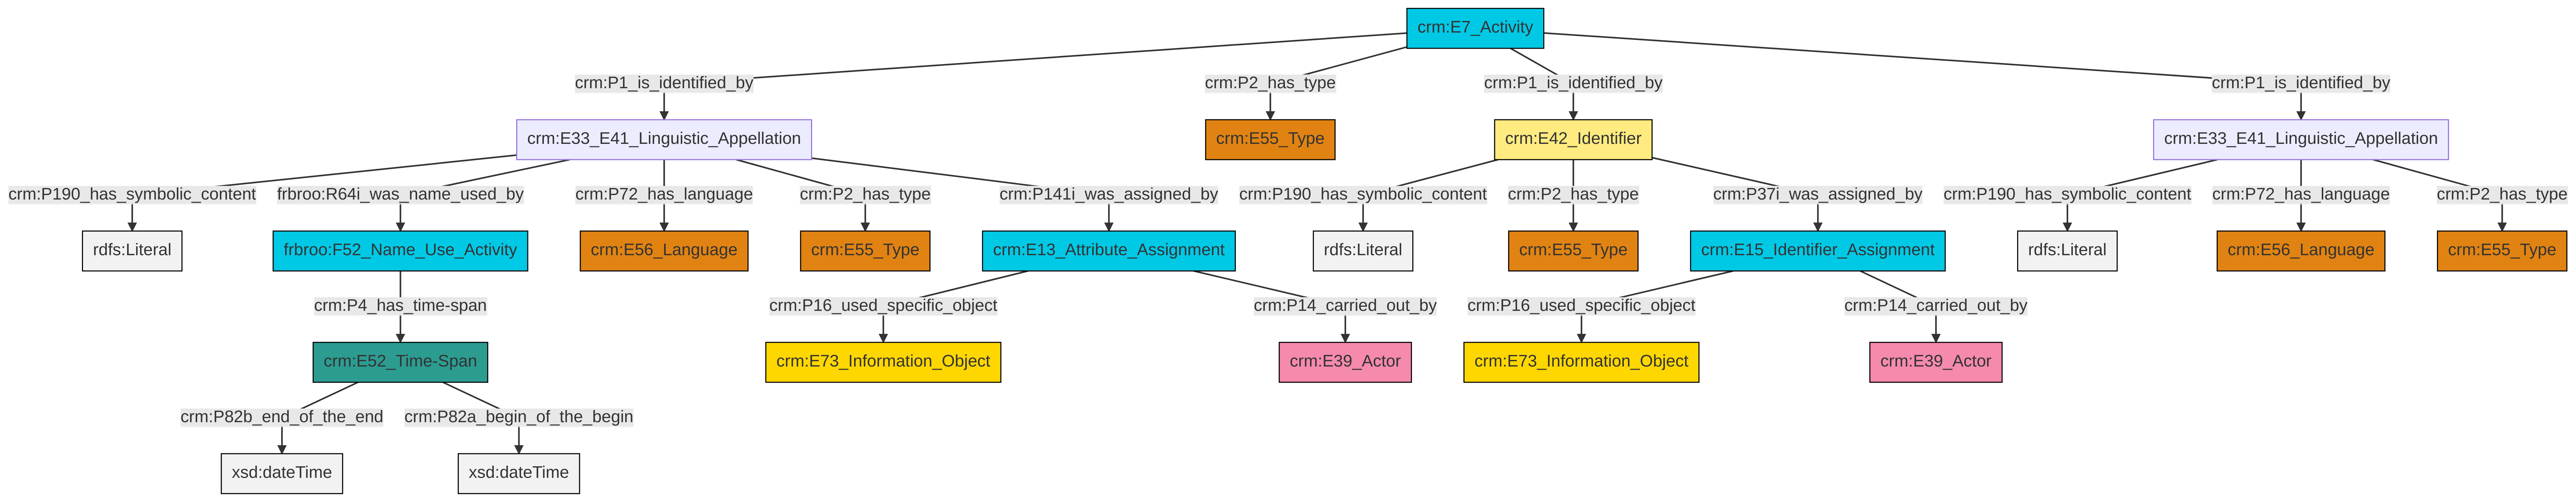 crm:E7_Activity
crm:P1_is_identified_by
crm:P2_has_type
crm:P1_is_identified_by
crm:P1_is_identified_by
crm:E33_E41_Linguistic_Appellation
crm:E55_Type
crm:E42_Identifier
crm:E33_E41_Linguistic_Appellation
crm:P190_has_symbolic_content
frbroo:R64i_was_name_used_by
crm:P72_has_language
crm:P2_has_type
crm:P141i_was_assigned_by
crm:P190_has_symbolic_content
crm:P2_has_type
crm:P37i_was_assigned_by
crm:P190_has_symbolic_content
crm:P72_has_language
crm:P2_has_type
rdfs:Literal
frbroo:F52_Name_Use_Activity
crm:E56_Language
crm:E55_Type
crm:E13_Attribute_Assignment
rdfs:Literal
crm:E55_Type
crm:E15_Identifier_Assignment
rdfs:Literal
crm:E56_Language
crm:E55_Type
crm:P4_has_time-span
crm:P16_used_specific_object
crm:P14_carried_out_by
crm:P16_used_specific_object
crm:P14_carried_out_by
crm:E52_Time-Span
crm:E73_Information_Object
crm:E39_Actor
crm:E73_Information_Object
crm:E39_Actor
crm:P82b_end_of_the_end
crm:P82a_begin_of_the_begin
xsd:dateTime
xsd:dateTime